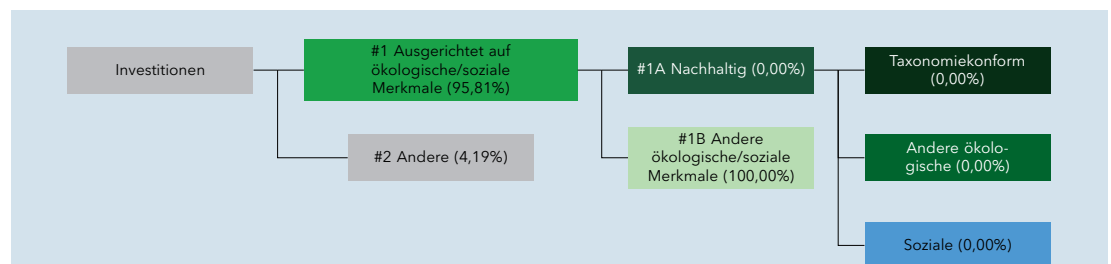 Investitionen
#1 Ausgerichtet auf
ökologische/soziale
Merkmale (95,81%)
#2 Andere (4,19%)
#1A Nachhaltig (0,00%)
#1B Andere
ökologische/soziale
Merkmale (100,00%)
Taxonomiekonform
(0,00%)
Andere ökolo-
gische (0,00%)
Soziale (0,00%)